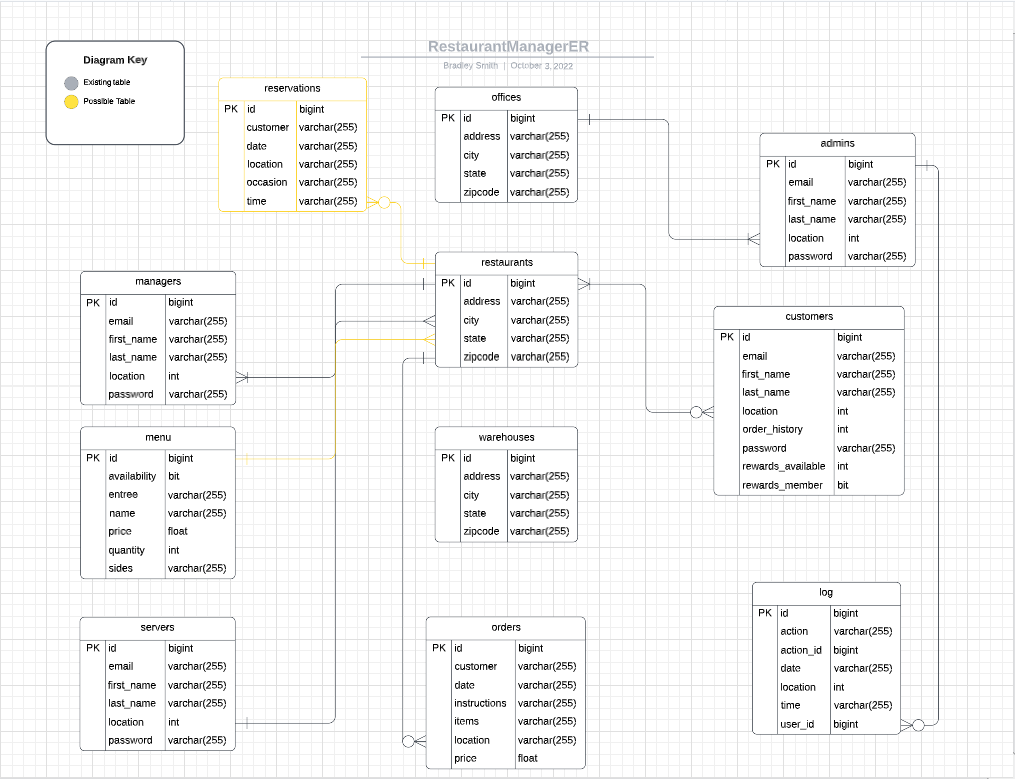 RestaurantManagerER
Bradley Smith | October 3, 2022
Diagram Key
Existing table
Possible Table
reservations
PK id bigint
customer varchar(255)
date varchar(255)
location varchar(255)
occasion varchar(255)
time varchar(255)
offices
PK id bigint
address varchar(255)
city varchar(255)
state varchar(255)
zipcode varchar(255)
admins
PK id bigint
email varchar(255)
first_name varchar(255)
last_name varchar(255)
location int
password varchar(255)
managers
PK id bigint
email varchar(255)
first_name varchar(255)
last_name varchar(255)
location int
password varchar(255)
restaurants
PK id bigint
address varchar(255)
city varchar(255)
state varchar(255)
zipcode varchar(255)
customers
PK id bigint
email varchar(255)
first_name varchar(255)
last_name varchar(255)
location int
order_history int
password varchar(255)
rewards_available int
rewards_member bit
menu
PK id bigint
availability bit
entree varchar(255)
name varchar(255)
price float
quantity int
sides varchar(255)
warehouses
PK id bigint
address varchar(255)
city varchar(255)
state varchar(255)
zipcode varchar(255)
servers
PK id bigint
email varchar(255)
first_name varchar(255)
last_name varchar(255)
location int
password varchar(255)
orders
PK id bigint
customer varchar(255)
date varchar(255)
instructions varchar(255)
items varchar(255)
location varchar(255)
price float
log
PK id bigint
action varchar(255)
action_id bigint
date varchar(255)
location int
time varchar(255)
user_id bigint